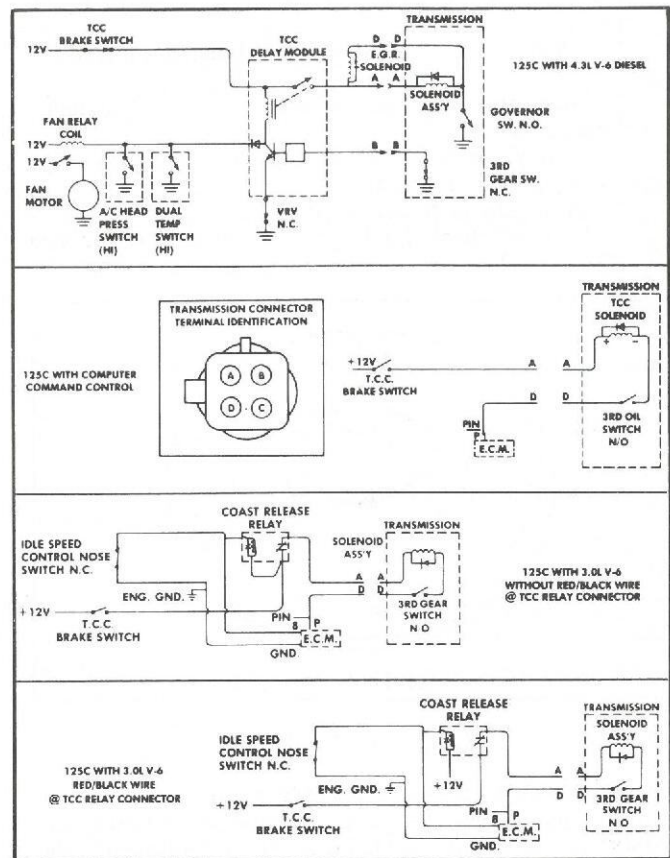 TCC
BRAKE SWITCH
12V
TCC
DELAY MODULE
TRANSMISSION
D D
E.G.R.
SOLENOID
A A
SOLENOID
ASS'Y
125C WITH 4.3L V-6 DIESEL
GOVERNOR
SW. N.O.
FAN RELAY
COIL
12V
12V
FAN
MOTOR
A/C HEAD
PRESS
SWITCH
(HI)
DUAL
TEMP
SWITCH
(HI)
VRV
N.C.
B B
3RD
GEAR SW.
N.C.
TRANSMISSION CONNECTOR
TERMINAL IDENTIFICATION
A B
D C
125C WITH COMPUTER
COMMAND CONTROL
TRANSMISSION
TCC
SOLENOID
+ -
+12V
T.C.C.
BRAKE SWITCH
A A
D D
PIN
P
E.C.M.
3RD OIL
SWITCH
N/O
COAST RELEASE
RELAY
IDLE SPEED
CONTROL NOSE
SWITCH N.C.
ENG. GND.
+12V
T.C.C.
BRAKE SWITCH
SOLENOID
ASS'Y
TRANSMISSION
A A
D D
3RD GEAR
SWITCH
N O
PIN
8 P
E.C.M.
GND.
125C WITH 3.0L V-6
WITHOUT RED/BLACK WIRE
@ TCC RELAY CONNECTOR
125C WITH 3.0L V-6
RED/BLACK WIRE
@ TCC RELAY CONNECTOR
COAST RELEASE
RELAY
IDLE SPEED
CONTROL NOSE
SWITCH N.C.
ENG. GND.
+12V
+12V
T.C.C.
BRAKE SWITCH
TRANSMISSION
SOLENOID
ASS'Y
A A
D D
3RD GEAR
SWITCH
N O
PIN
8 P
E.C.M.
GND.